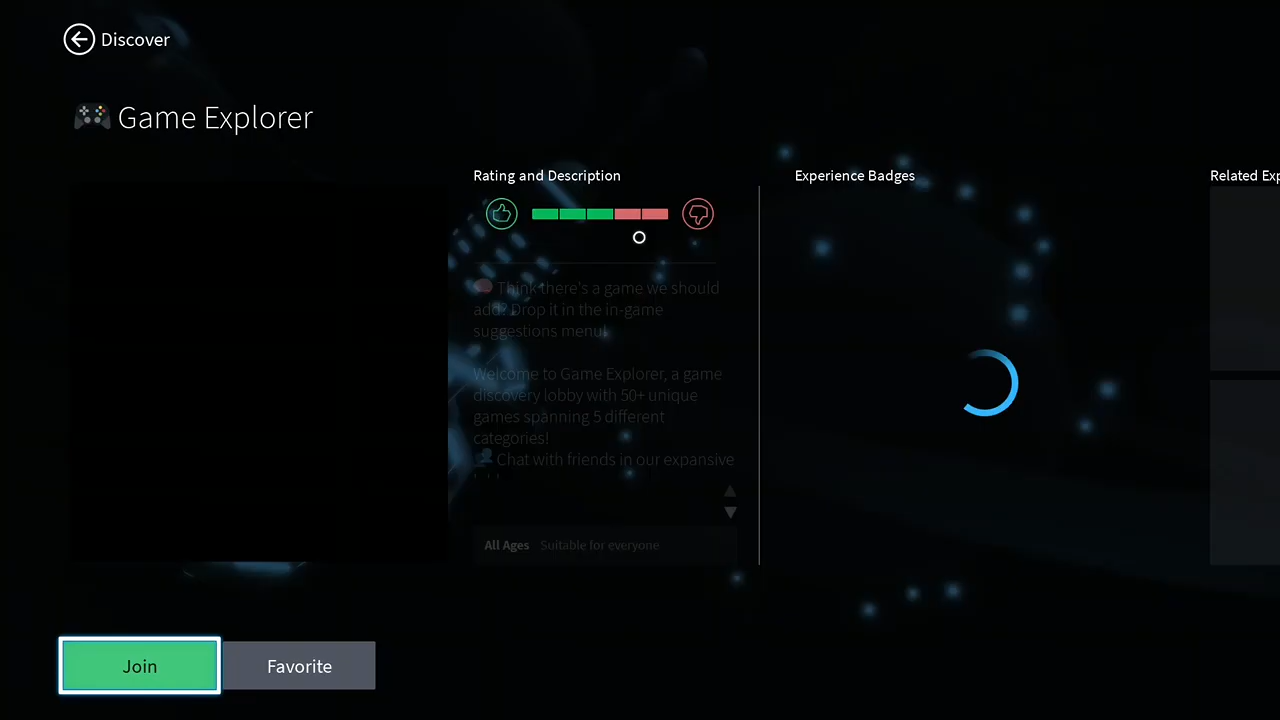 Discover
Game Explorer
Rating and Description
Experience Badges
Related Exp
Think there's a game we should
add? Drop it in the in-game
suggestions menu!
Welcome to Game Explorer, a game
discovery lobby with 50+ unique
games spanning 5 different
categories!
Chat with friends in our expansive
All Ages Suitable for everyone
Join
Favorite